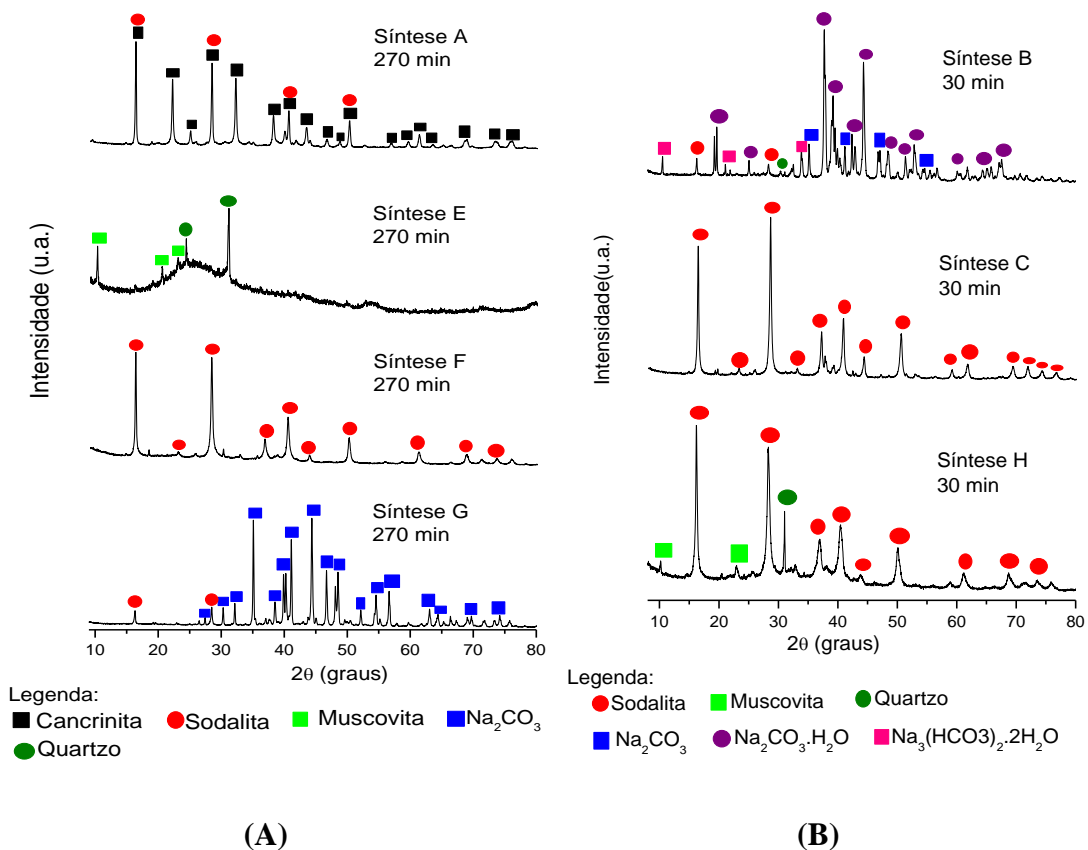 Síntese A
270 min
Síntese E
270 min
Síntese F
270 min
Síntese G
270 min
Intensidade (u.a.)
10 20 30 40 50 60 70 80
2θ (graus)
Legenda:
Cancrinita Sodalita Muscovita Na₂CO₃
Quartzo
(A)
Síntese B
30 min
Síntese C
30 min
Síntese H
30 min
Intensidade(u.a.)
10 20 30 40 50 60 70 80
2θ (graus)
Legenda:
Sodalita Muscovita Quartzo
Na₂CO₃ Na₂CO₃.H₂O Na₃(HCO3)₂.2H₂O
(B)